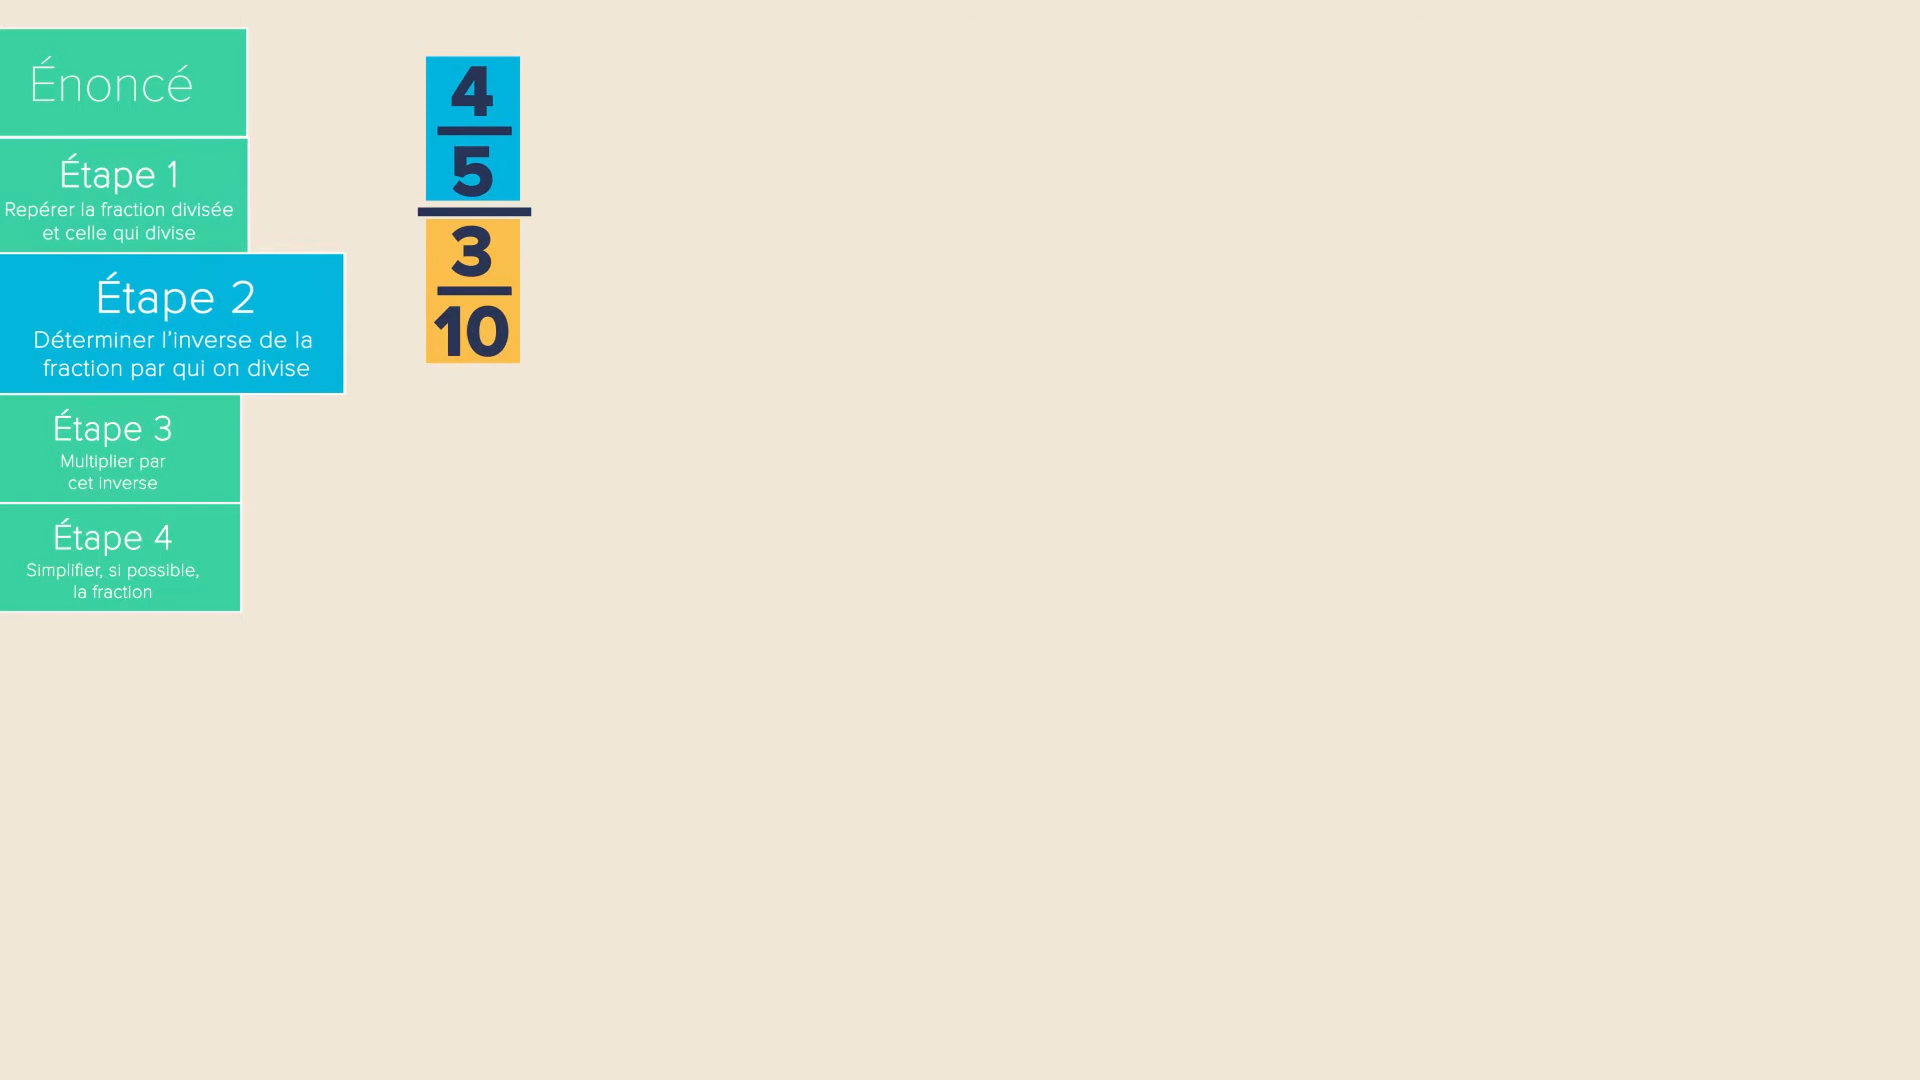 Énoncé
Étape 1
Repérer la fraction divisée
et celle qui divise
Étape 2
Déterminer l'inverse de la
fraction par qui on divise
Étape 3
Multiplier par
cet inverse
Étape 4
Simplifier, si possible,
la fraction
4
5
3
10